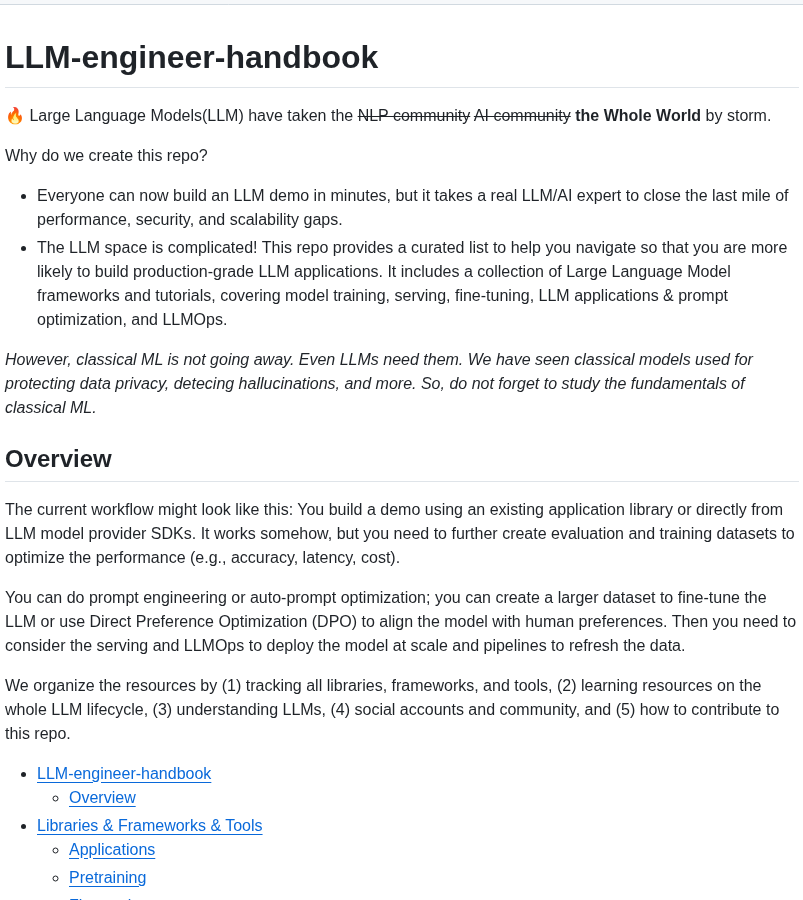 LLM-engineer-handbook
🔥 Large Language Models(LLM) have taken the NLP community AI community the Whole World by storm.
Why do we create this repo?
Everyone can now build an LLM demo in minutes, but it takes a real LLM/AI expert to close the last mile of
performance, security, and scalability gaps.
The LLM space is complicated! This repo provides a curated list to help you navigate so that you are more
likely to build production-grade LLM applications. It includes a collection of Large Language Model
frameworks and tutorials, covering model training, serving, fine-tuning, LLM applications & prompt
optimization, and LLMOps.
However, classical ML is not going away. Even LLMs need them. We have seen classical models used for
protecting data privacy, detecing hallucinations, and more. So, do not forget to study the fundamentals of
classical ML.
Overview
The current workflow might look like this: You build a demo using an existing application library or directly from
LLM model provider SDKs. It works somehow, but you need to further create evaluation and training datasets to
optimize the performance (e.g., accuracy, latency, cost).
You can do prompt engineering or auto-prompt optimization; you can create a larger dataset to fine-tune the
LLM or use Direct Preference Optimization (DPO) to align the model with human preferences. Then you need to
consider the serving and LLMOps to deploy the model at scale and pipelines to refresh the data.
We organize the resources by (1) tracking all libraries, frameworks, and tools, (2) learning resources on the
whole LLM lifecycle, (3) understanding LLMs, (4) social accounts and community, and (5) how to contribute to
this repo.
LLM-engineer-handbook
Overview
Libraries & Frameworks & Tools
Applications
Pretraining